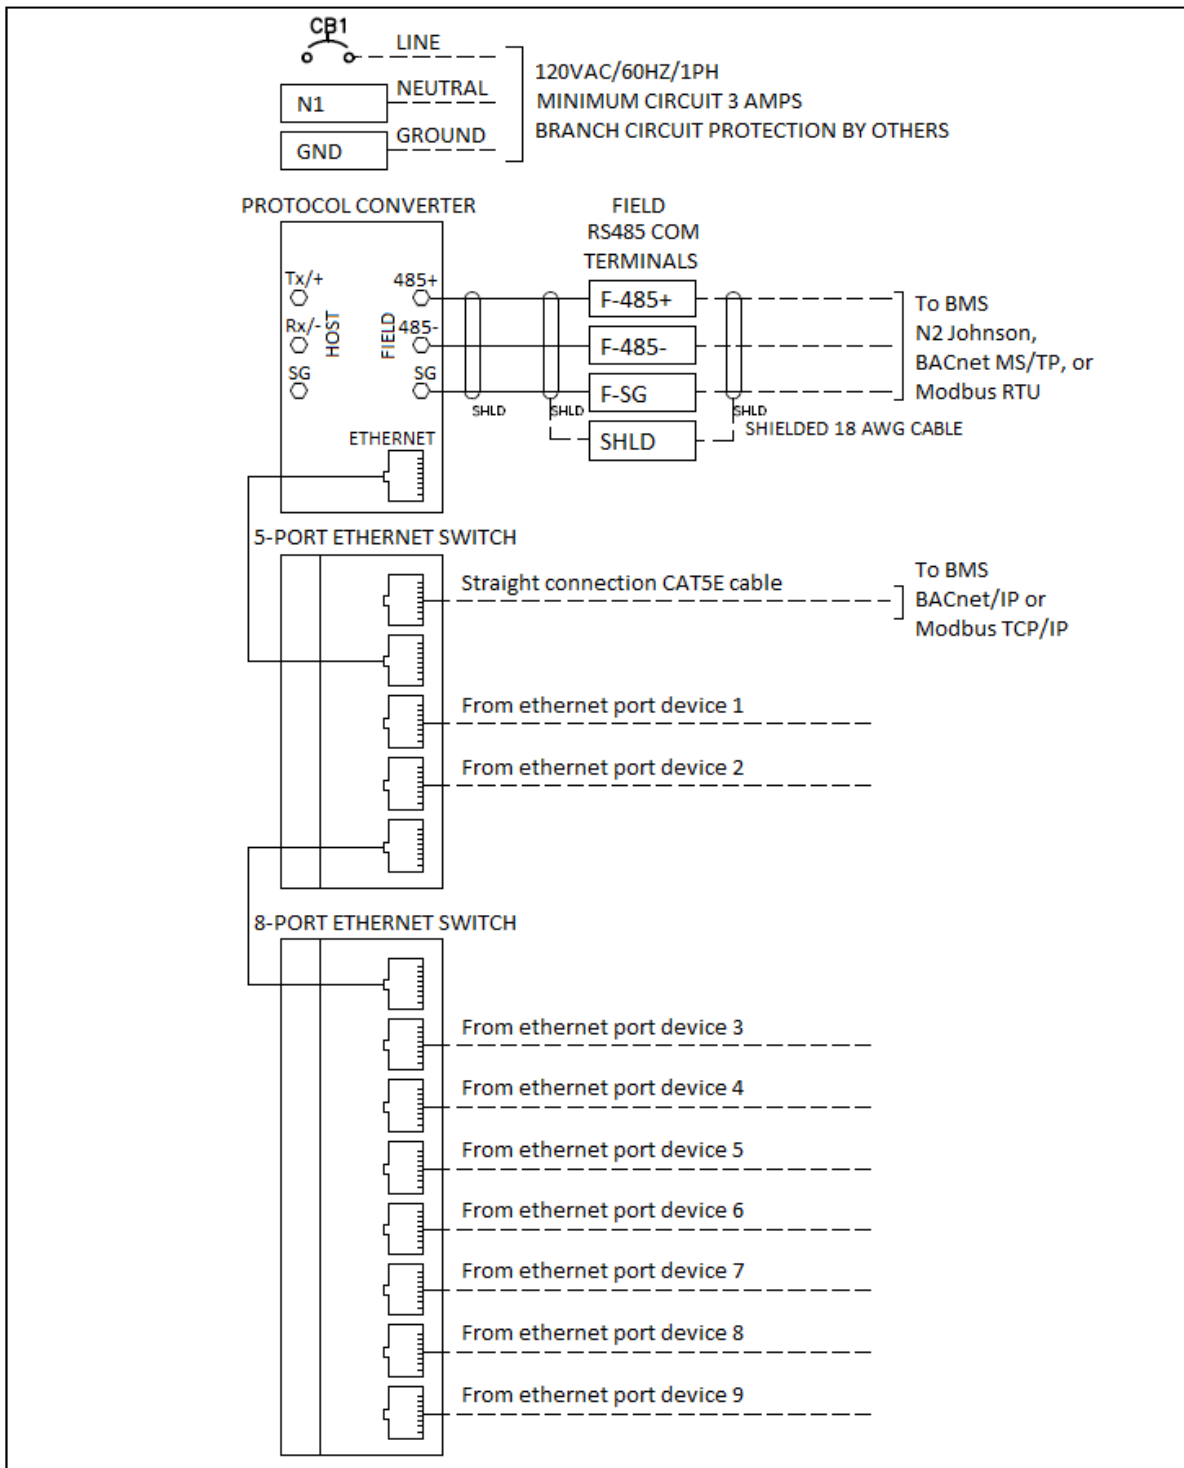 CB1
LINE
120VAC/60HZ/1PH
NEUTRAL
N1
MINIMUM CIRCUIT 3 AMPS
GROUND
BRANCH CIRCUIT PROTECTION BY OTHERS
GND
PROTOCOL CONVERTER
FIELD
RS485 COM
TERMINALS
Tx/+
485+
F-485+
To BMS
Rx/-
HOST
FIELD
485-
F-485-
N2 Johnson,
BACnet MS/TP, or
SG
SG
F-SG
Modbus RTU
SHLD
SHLD
SHLD
SHIELDED 18 AWG CABLE
ETHERNET
SHLD
5-PORT ETHERNET SWITCH
Straight connection CAT5E cable
To BMS
BACnet/IP or
Modbus TCP/IP
From ethernet port device 1
From ethernet port device 2
8-PORT ETHERNET SWITCH
From ethernet port device 3
From ethernet port device 4
From ethernet port device 5
From ethernet port device 6
From ethernet port device 7
From ethernet port device 8
From ethernet port device 9